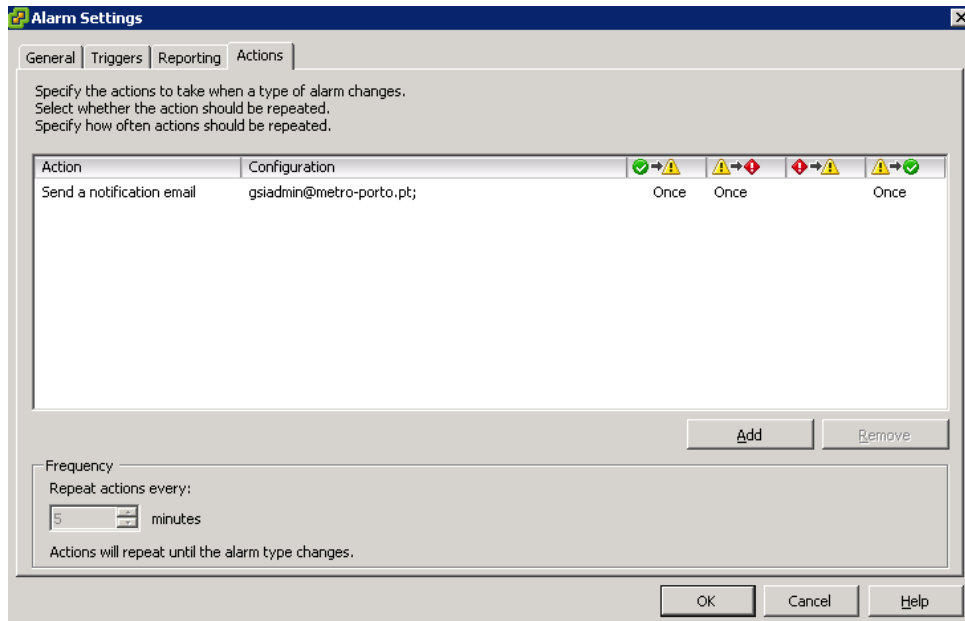 Alarm Settings
General Triggers Reporting Actions
Specify the actions to take when a type of alarm changes.
Select whether the action should be repeated.
Specify how often actions should be repeated.
Action Configuration
Send a notification email gsiadmin@metro-porto.pt; Once Once Once
Add Remove
Frequency
Repeat actions every:
5 minutes
Actions will repeat until the alarm type changes.
OK Cancel Help